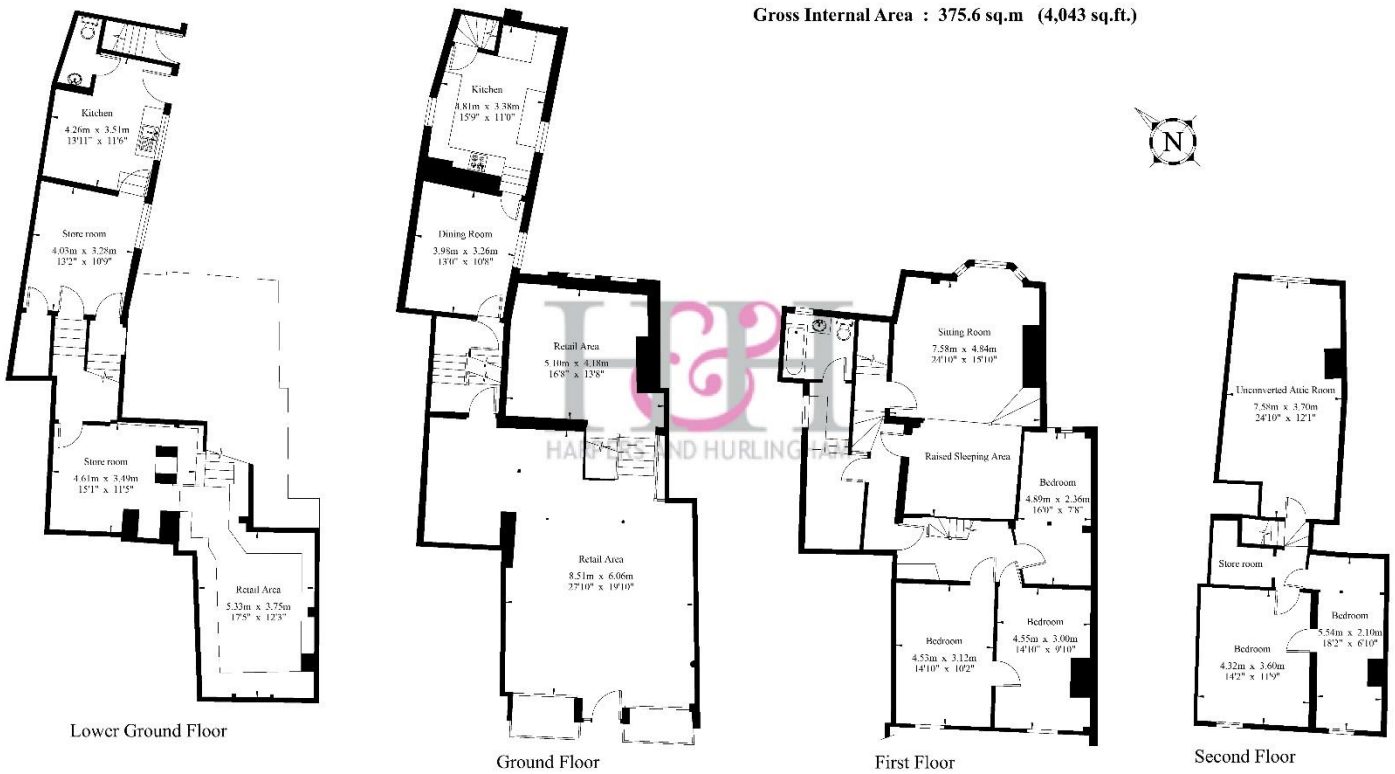 Gross Internal Area : 375.6 sq.m (4,043 sq.ft.)
N
Kitchen
4.26m x 3.51m
13'11" x 11'6"
Store room
4.03m x 3.28m
13'2" x 10'9"
Store room
4.61m x 3.49m
15'1" x 11'5"
Retail Area
5.33m x 3.75m
17'5" x 12'3"
Lower Ground Floor
Kitchen
4.81m x 3.38m
15'9" x 11'0"
Dining Room
3.98m x 3.26m
13'0" x 10'8"
Retail Area
5.10m x 4.18m
16'8" x 13'8"
Retail Area
8.51m x 6.06m
27'10" x 19'10"
Ground Floor
H&H
HARPERS AND HURLINGHAM
Sitting Room
7.58m x 4.84m
24'10" x 15'10"
Raised Sleeping Area
Bedroom
4.89m x 2.36m
16'0" x 7'8"
Bedroom
4.53m x 3.12m
14'10" x 10'2"
Bedroom
4.55m x 3.00m
14'10" x 9'10"
First Floor
Unconverted Attic Room
7.58m x 3.70m
24'10" x 12'1"
Store room
Bedroom
5.54m x 2.10m
18'2" x 6'10"
Bedroom
4.32m x 3.60m
14'2" x 11'9"
Second Floor